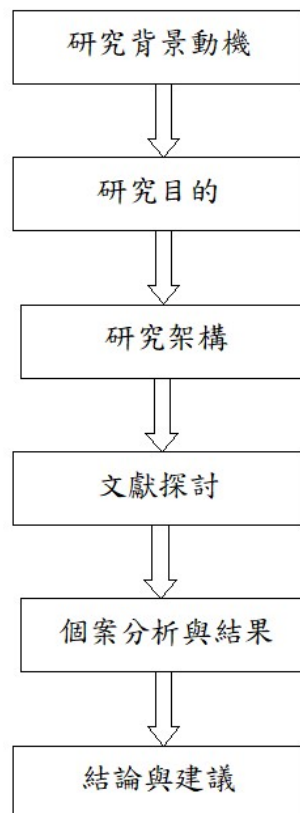 研究背景動機
研究目的
研究架構
文獻探討
個案分析與結果
結論與建議